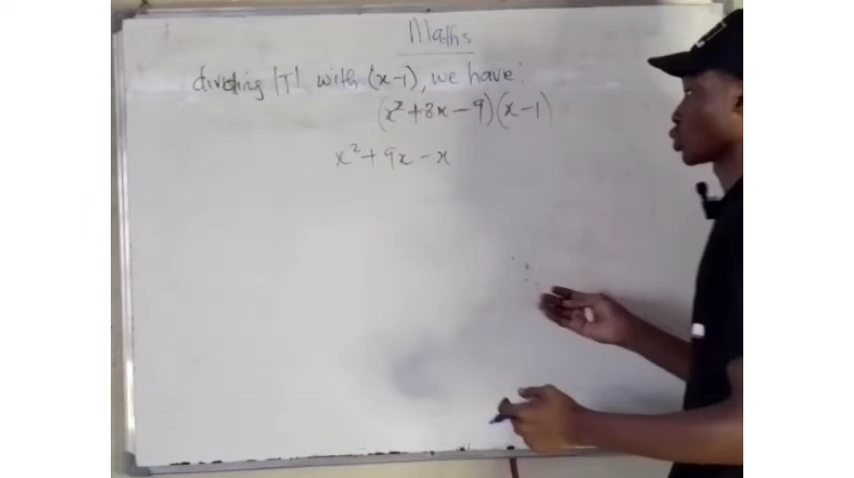 Maths
dividing |T| with (x-1), we have:
(x²+8x-9)(x-1)
x²+9x-x